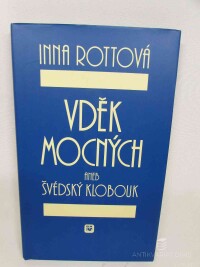 INNA ROTTOVÁ
VDĚK
MOCNÝCH
ANEB
ŠVÉDSKÝ KLOBOUK